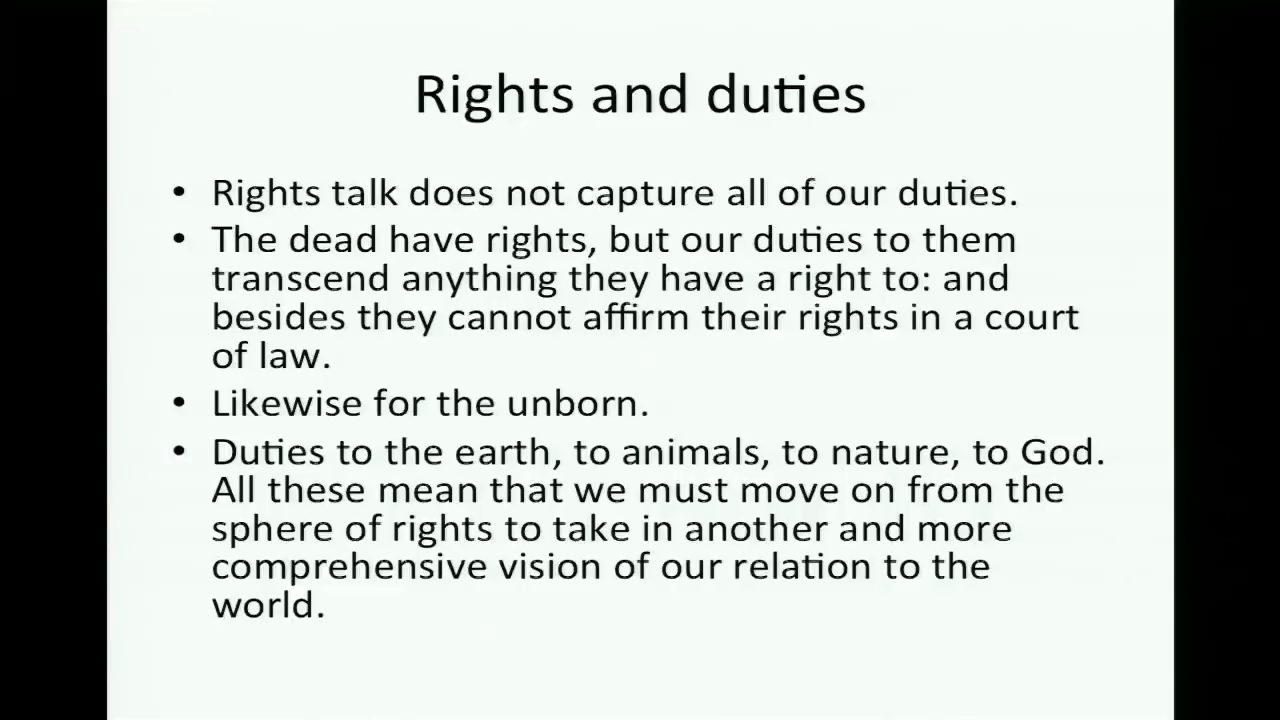 Rights and duties
• Rights talk does not capture all of our duties.
• The dead have rights, but our duties to them
transcend anything they have a right to: and
besides they cannot affirm their rights in a court
of law.
• Likewise for the unborn.
• Duties to the earth, to animals, to nature, to God.
All these mean that we must move on from the
sphere of rights to take in another and more
comprehensive vision of our relation to the
world.